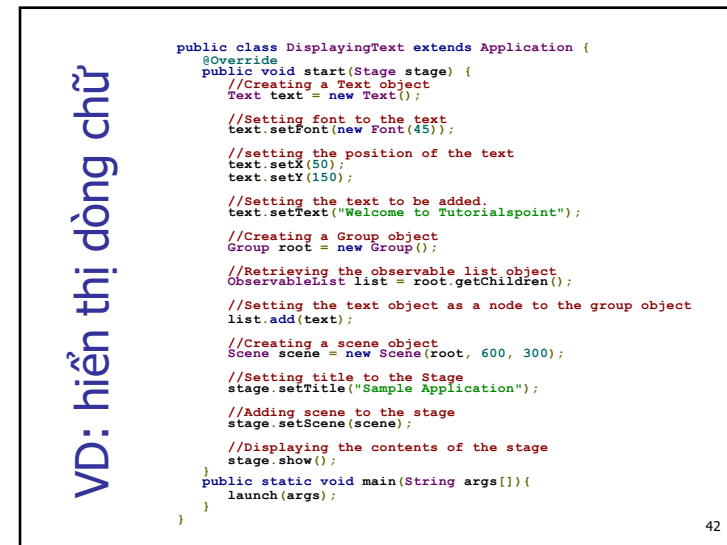 VD: hiển thị dòng chữ
public class DisplayingText extends Application {
@Override
public void start(Stage stage) {
//Creating a Text object
Text text = new Text();
//Setting font to the text
text.setFont(new Font(45));
//setting the position of the text
text.setX(50);
text.setY(150);
//Setting the text to be added.
text.setText("Welcome to Tutorialspoint");
//Creating a Group object
Group root = new Group();
//Retrieving the observable list object
ObservableList list = root.getChildren();
//Setting the text object as a node to the group object
list.add(text);
//Creating a scene object
Scene scene = new Scene(root, 600, 300);
//Setting title to the Stage
stage.setTitle("Sample Application");
//Adding scene to the stage
stage.setScene(scene);
//Displaying the contents of the stage
stage.show();
}
public static void main(String args[]){
launch(args);
}
}
42